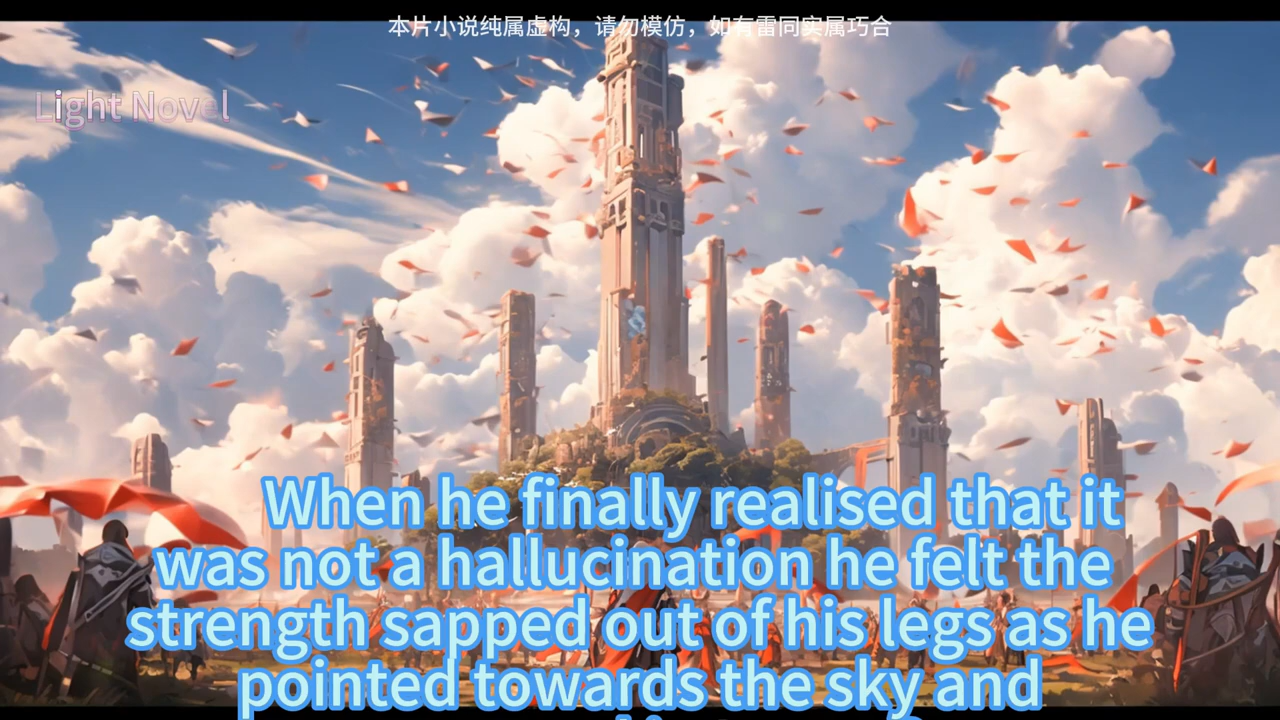 本片小说纯属虚构，请勿模仿，如有雷同实属巧合
Light Novel
When he finally realised that it
was not a hallucination he felt the
strength sapped out of his legs as he
pointed towards the sky and